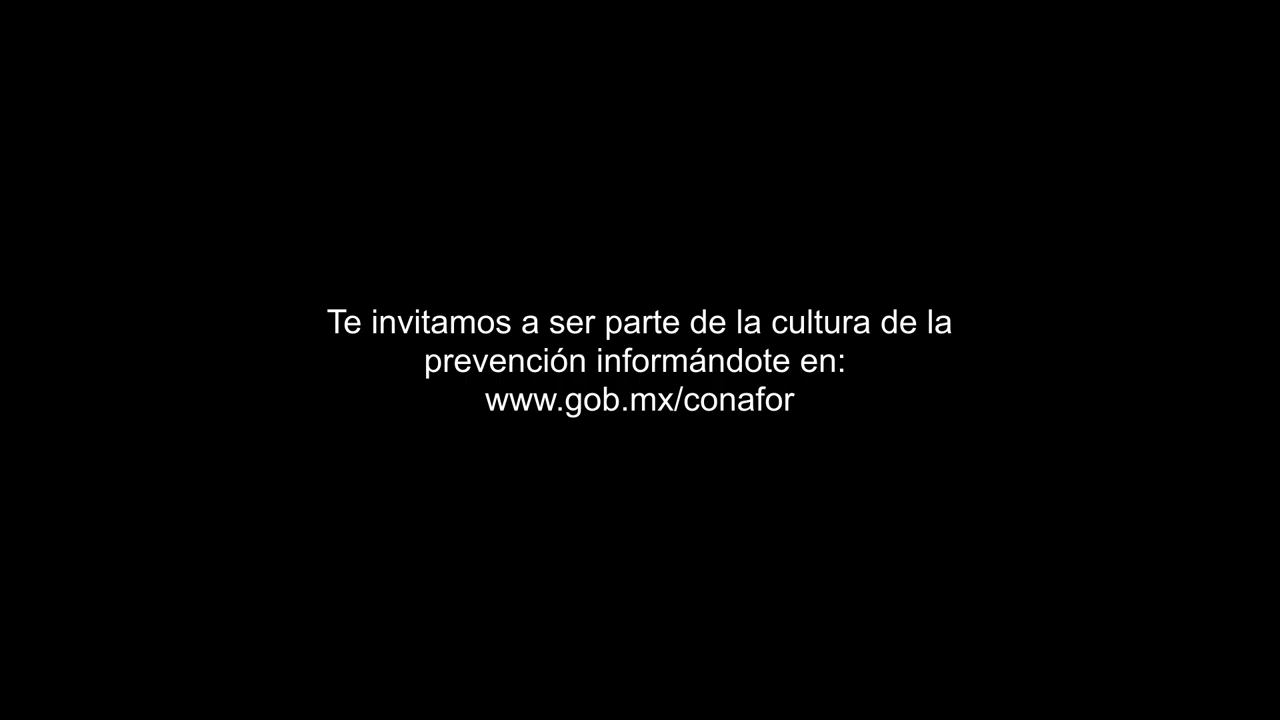 Te invitamos a ser parte de la cultura de la
prevención informándote en:
www.gob.mx/conafor